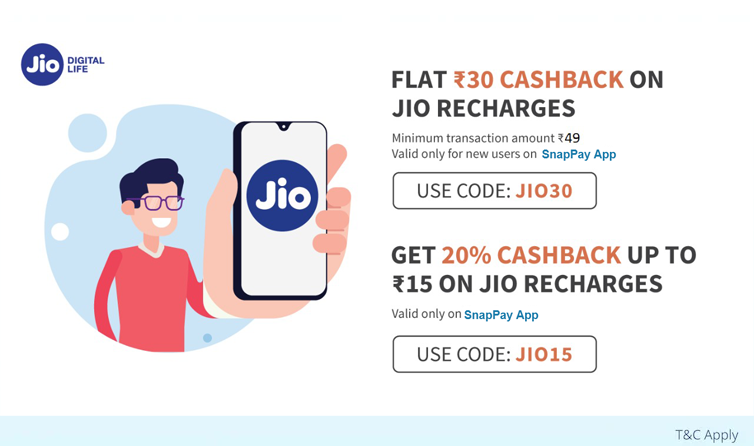 Jio DIGITAL
LIFE
FLAT ₹30 CASHBACK ON
JIO RECHARGES
Minimum transaction amount ₹49
Valid only for new users on SnapPay App
USE CODE: JIO30
Jio
GET 20% CASHBACK UP TO
₹15 ON JIO RECHARGES
Valid only on SnapPay App
USE CODE: JIO15
T&C Apply